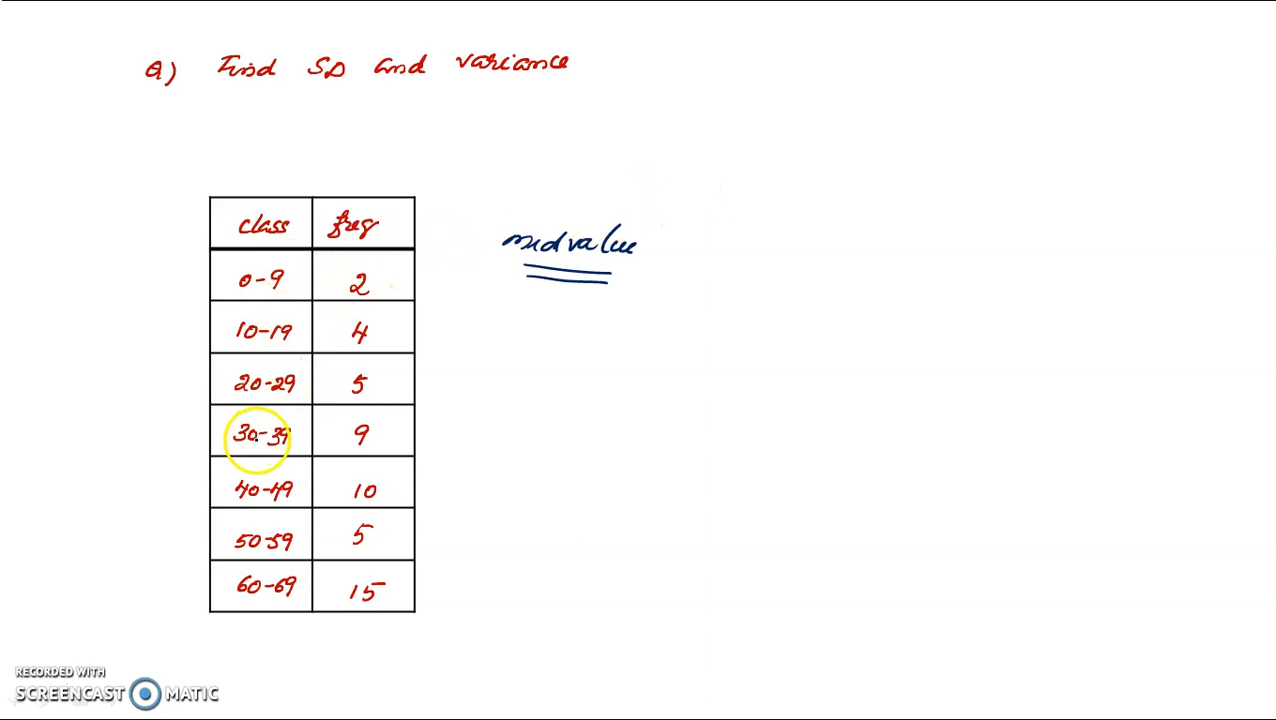 Q) Find SD and variance
class freq
midvalue
0-9 2
10-19 4
20-29 5
30-39 9
40-49 10
50-59 5
60-69 15
RECORDED WITH
SCREENCAST MATIC